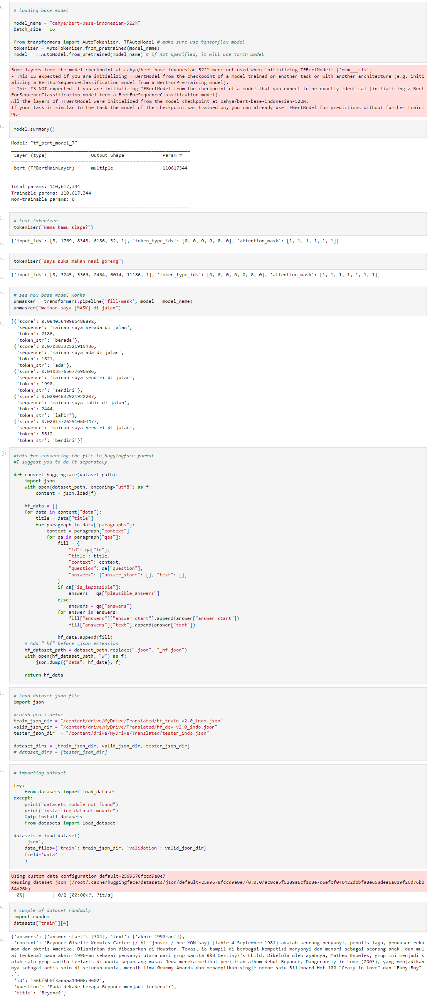 # loading base model
model_name = "cahya/bert-base-indonesian-522M"
batch_size = 16
from transformers import AutoTokenizer, TFAutoModel # make sure use tensorflow model
tokenizer = AutoTokenizer.from_pretrained(model_name)
model = TFAutoModel.from_pretrained(model_name) # if not specified, it will use torch model
Some layers from the model checkpoint at cahya/bert-base-indonesian-522M were not used when initializing TFBertModel: ['mlm___cls']
- This IS expected if you are initializing TFBertModel from the checkpoint of a model trained on another task or with another architecture (e.g. initi
alizing a BertForSequenceClassification model from a BertForPreTraining model).
- This IS NOT expected if you are initializing TFBertModel from the checkpoint of a model that you expect to be exactly identical (initializing a Bert
ForSequenceClassification model from a BertForSequenceClassification model).
All the layers of TFBertModel were initialized from the model checkpoint at cahya/bert-base-indonesian-522M.
If your task is similar to the task the model of the checkpoint was trained on, you can already use TFBertModel for predictions without further traini
ng.
model.summary()
Model: "tf_bert_model_7"
_________________________________________________________________
Layer (type) Output Shape Param #
=================================================================
bert (TFBertMainLayer) multiple 110617344
=================================================================
Total params: 110,617,344
Trainable params: 110,617,344
Non-trainable params: 0
_________________________________________________________________
# test tokenizer
tokenizer("Nama kamu siapa?")
{'input_ids': [3, 1769, 8343, 6186, 32, 1], 'token_type_ids': [0, 0, 0, 0, 0, 0], 'attention_mask': [1, 1, 1, 1, 1, 1]}
tokenizer("saya suka makan nasi goreng")
{'input_ids': [3, 3245, 5366, 2464, 6014, 11186, 1], 'token_type_ids': [0, 0, 0, 0, 0, 0, 0], 'attention_mask': [1, 1, 1, 1, 1, 1, 1]}
# see how base model works
unmasker = transformers.pipeline('fill-mask', model = model_name)
unmasker("mainan saya [MASK] di jalan")
[{'score': 0.08403640985488892,
'sequence': 'mainan saya berada di jalan',
'token': 2186,
'token_str': 'berada'},
{'score': 0.07038332521915436,
'sequence': 'mainan saya ada di jalan',
'token': 1821,
'token_str': 'ada'},
{'score': 0.04035765677690506,
'sequence': 'mainan saya sendiri di jalan',
'token': 1998,
'token_str': 'sendiri'},
{'score': 0.02904832921922207,
'sequence': 'mainan saya lahir di jalan',
'token': 2444,
'token_str': 'lahir'},
{'score': 0.028137262910604477,
'sequence': 'mainan saya berdiri di jalan',
'token': 3812,
'token_str': 'berdiri'}]
]:
#this for converting the file to huggingface format
#I suggest you to do it seperately
def convert_huggingface(dataset_path):
import json
with open(dataset_path, encoding="utf8") as f:
content = json.load(f)
hf_data = []
for data in content["data"]:
title = data["title"]
for paragraph in data["paragraphs"]:
context = paragraph["context"]
for qa in paragraph["qas"]:
fill = {
"id": qa["id"],
"title": title,
"context": context,
"question": qa["question"],
"answers": {"answer_start": [], "text": []}
}
if qa["is_impossible"]:
answers = qa["plausible_answers"]
else:
answers = qa["answers"]
for answer in answers:
fill["answers"]["answer_start"].append(answer["answer_start"])
fill["answers"]["text"].append(answer["text"])
hf_data.append(fill)
# Add "_hf" before .json extension
hf_dataset_path = dataset_path.replace(".json", "_hf.json")
with open(hf_dataset_path, "w") as f:
json.dump({"data": hf_data}, f)
return hf_data
# load dataset json file
import json
#colab pro + drive
train_json_dir = "/content/drive/MyDrive/Translated/hf_train-v2.0_indo.json"
valid_json_dir = "/content/drive/MyDrive/Translated/hf_dev-v2.0_indo.json"
tester_json_dir = "/content/drive/MyDrive/Translated/tester_indo.json"
dataset_dirs = [train_json_dir, valid_json_dir, tester_json_dir]
# dataset_dirs = [tester_json_dir]
# importing dataset
try:
from datasets import load_dataset
except:
print("datasets module not found")
print("installing dataset module")
%pip install datasets
from datasets import load_dataset
datasets = load_dataset(
'json',
data_files={'train': train_json_dir, 'validation': valid_json_dir},
field='data'
)
Using custom data configuration default-2599678fccd9e0e7
Reusing dataset json (/root/.cache/huggingface/datasets/json/default-2599678fccd9e0e7/0.0.0/ac0ca5f5289a6cf108e706efcf040422dbbfa8e658dee6a819f20d76bb
84d26b)
0%| | 0/2 [00:00<?, ?it/s]
# sample of dataset randomly
import random
datasets["train"][4]
{'answers': {'answer_start': [304], 'text': ['akhir 1990-an']},
'context': 'Beyoncé Giselle Knowles-Carter (/ biːˈjɒnseɪ / bee-YON-say) (lahir 4 September 1981) adalah seorang penyanyi, penulis lagu, produser reka
man dan aktris Amerika. Dilahirkan dan dibesarkan di Houston, Texas, ia tampil di berbagai kompetisi menyanyi dan menari sebagai seorang anak, dan mul
ai terkenal pada akhir 1990-an sebagai penyanyi utama dari grup wanita R&B Destiny\'s Child. Dikelola oleh ayahnya, Mathew Knowles, grup ini menjadi s
alah satu grup wanita terlaris di dunia sepanjang masa. Jeda mereka melihat perilisan album debut Beyoncé, Dangerously in Love (2003), yang menjadikan
nya sebagai artis solo di seluruh dunia, meraih lima Grammy Awards dan menampilkan single nomor satu Billboard Hot 100 "Crazy in Love" dan "Baby Boy"
.',
'id': '56bf6b0f3aeaaa14008c9602',
'question': 'Pada dekade berapa Beyonce menjadi terkenal?',
'title': 'Beyoncé'}